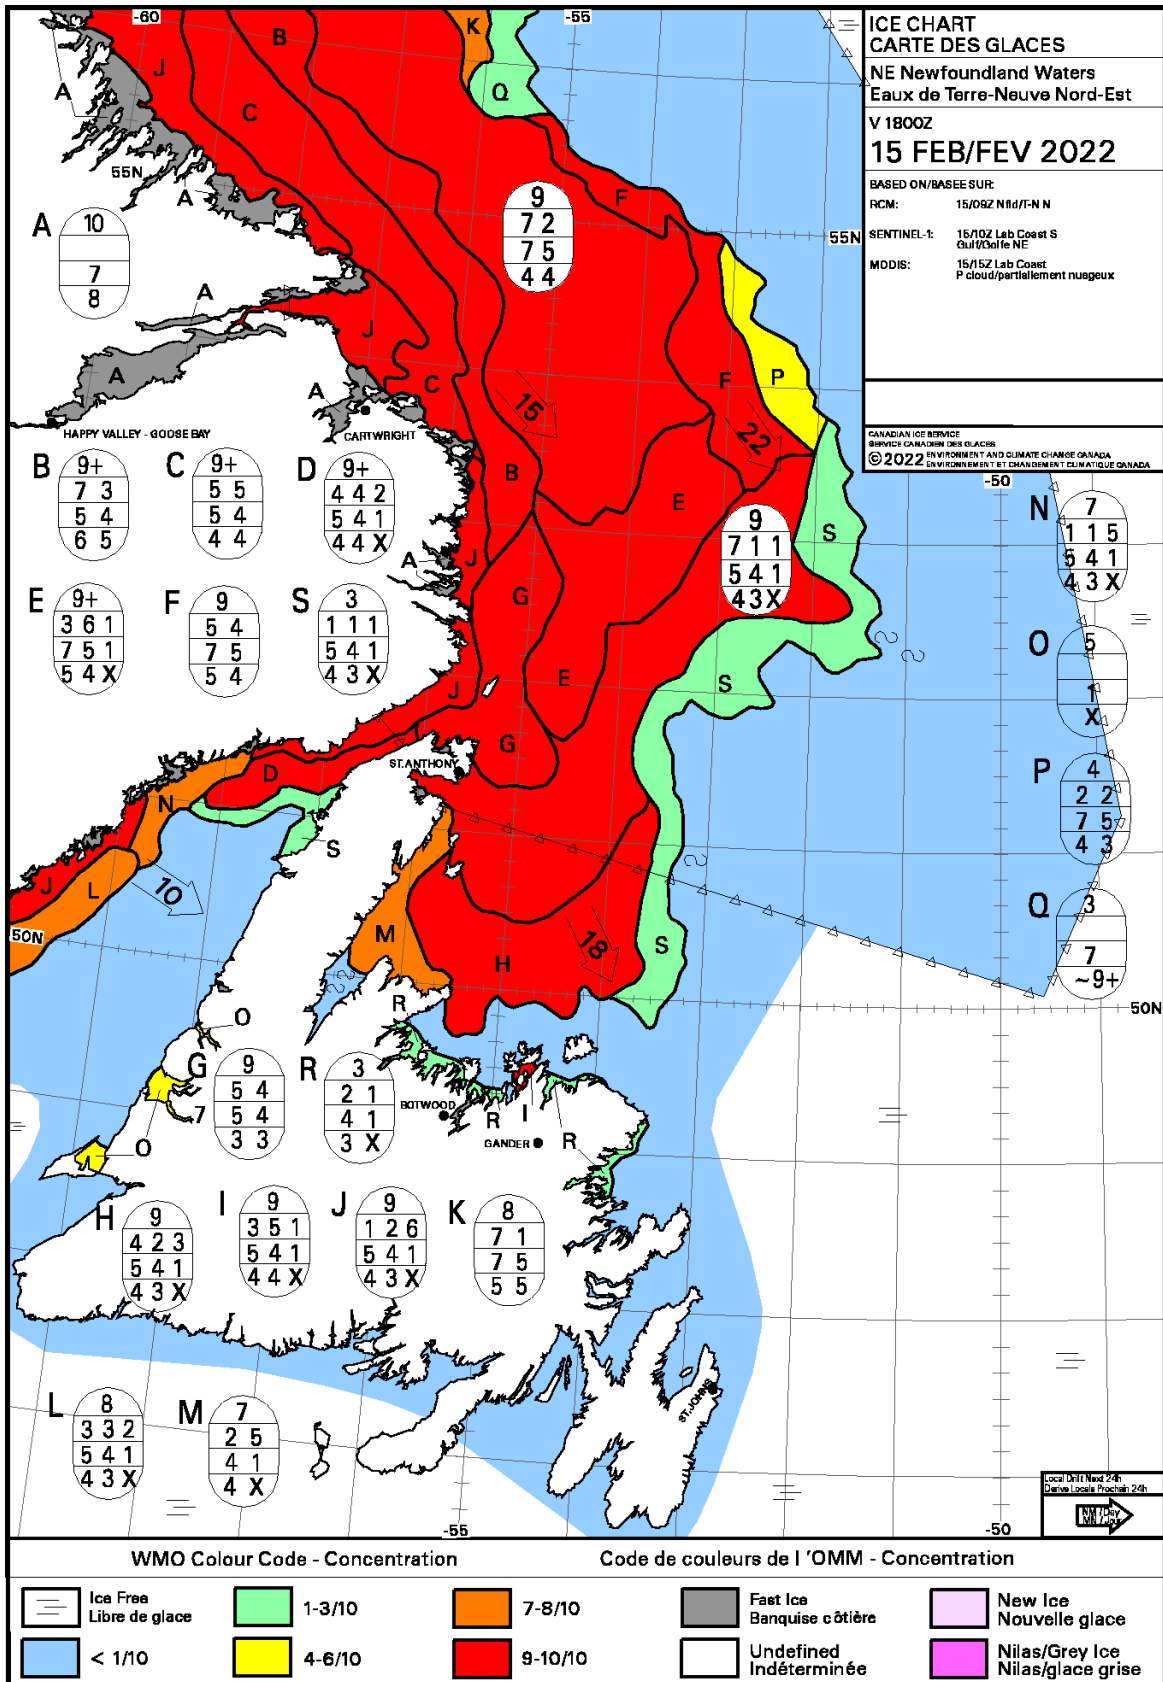 ICE CHART
CARTE DES GLACES
NE Newfoundland Waters
Eaux de Terre-Neuve Nord-Est
V 1800Z
15 FEB/FEV 2022
BASED ON/BASEE SUR:
RCM: 15/09Z Nfld/T-N N
SENTINEL-1: 15/10Z Lab Coast S
Gulf/Golfe NE
MODIS: 15/15Z Lab Coast
P cloud/partiallement nuageux
CANADIAN ICE SERVICE
SERVICE CANADIEN DES GLACES
©2022 ENVIRONMENT AND CLIMATE CHANGE CANADA
ENVIRONNEMENT ET CHANGEMENT CLIMATIQUE CANADA
-60
-55
B
K
J
A
Q
C
55N
A
F
9
7 2
7 5
4 4
55N
A
10
7
8
A
J
A
F
P
C
A
15
22
HAPPY VALLEY - GOOSE BAY
CARTWRIGHT
B
9+
7 3
5 4
6 5
C
9+
5 5
5 4
4 4
D
9+
4 4 2
5 4 1
4 4 X
B
E
-50
9
7 1 1
5 4 1
4 3 X
S
N
7
1 1 5
5 4 1
4 3 X
A
J
G
E
9+
3 6 1
7 5 1
5 4 X
F
9
5 4
7 5
5 4
S
3
1 1 1
5 4 1
4 3 X
O
5
1
X
J
E
S
G
ST. ANTHONY
D
P
4
2 2
7 5
4 3
N
S
J
L
10
Q
3
7
~9+
50N
M
H
18
S
R
50N
O
G
9
5 4
5 4
3 3
R
3
2 1
4 1
3 X
7
BOTWOOD
R
I
GANDER
R
O
H
9
4 2 3
5 4 1
4 3 X
I
9
3 5 1
5 4 1
4 4 X
J
9
1 2 6
5 4 1
4 3 X
K
8
7 1
7 5
5 5
L
8
3 3 2
5 4 1
4 3 X
M
7
2 5
4 1
4 X
ST. JOHNS
-55
-50
Local Drift Next 24h
Derive Locale Prochain 24h
NM / Day
MN / Jour
WMO Colour Code - Concentration
Code de couleurs de l 'OMM - Concentration
Ice Free
Libre de glace
1-3/10
7-8/10
Fast Ice
Banquise côtière
New Ice
Nouvelle glace
< 1/10
4-6/10
9-10/10
Undefined
Indéterminée
Nilas/Grey Ice
Nilas/glace grise